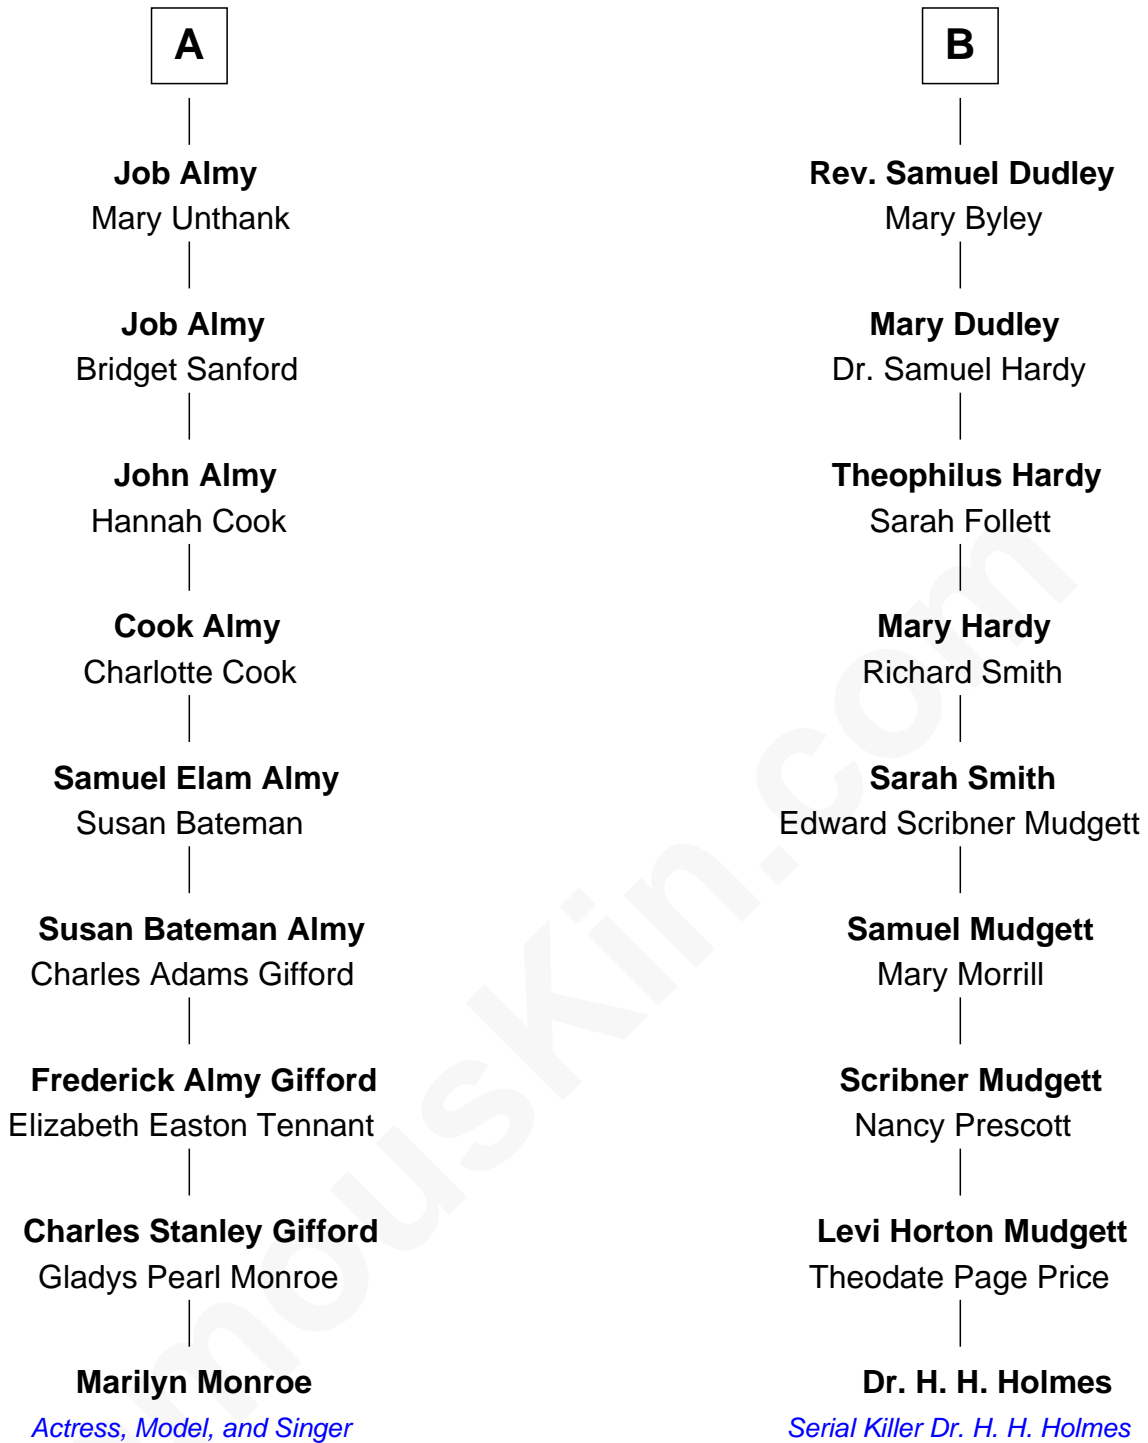 A
Job Almy
Mary Unthank
Job Almy
Bridget Sanford
John Almy
Hannah Cook
Cook Almy
Charlotte Cook
Samuel Elam Almy
Susan Bateman
Susan Bateman Almy
Charles Adams Gifford
Frederick Almy Gifford
Elizabeth Easton Tennant
Charles Stanley Gifford
Gladys Pearl Monroe
Marilyn Monroe
Actress, Model, and Singer
B
Rev. Samuel Dudley
Mary Byley
Mary Dudley
Dr. Samuel Hardy
Theophilus Hardy
Sarah Follett
Mary Hardy
Richard Smith
Sarah Smith
Edward Scribner Mudgett
Samuel Mudgett
Mary Morrill
Scribner Mudgett
Nancy Prescott
Levi Horton Mudgett
Theodate Page Price
Dr. H. H. Holmes
Serial Killer Dr. H. H. Holmes
mousKin.com